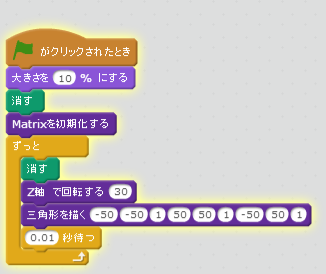 がクリックされたとき
大きさを 10 % にする
消す
Matrixを初期化する
ずっと
消す
Z軸 で回転する 30
三角形を描く -50 -50 1 50 50 1 -50 50 1
0.01 秒待つ